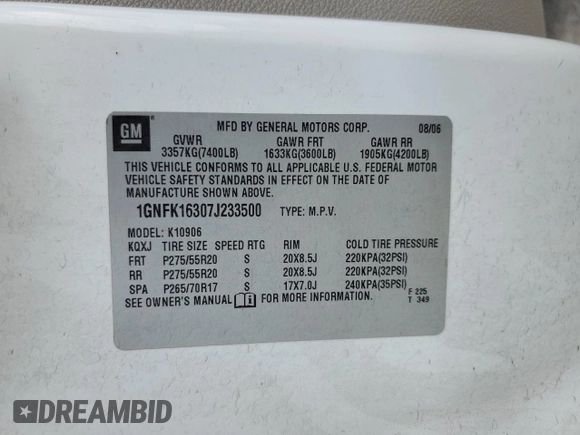 GM
®
MFD BY GENERAL MOTORS CORP. 08/06
GVWR GAWR FRT GAWR RR
3357KG(7400LB) 1633KG(3600LB) 1905KG(4200LB)
THIS VEHICLE CONFORMS TO ALL APPLICABLE U.S. FEDERAL MOTOR
VEHICLE SAFETY STANDARDS IN EFFECT ON THE DATE OF
MANUFACTURE SHOWN ABOVE.
1GNFK16307J233500 TYPE: M.P.V.
MODEL: K10906
KQXJ TIRE SIZE SPEED RTG RIM COLD TIRE PRESSURE
FRT P275/55R20 S 20X8.5J 220KPA(32PSI)
RR P275/55R20 S 20X8.5J 220KPA(32PSI)
SPA P265/70R17 S 17X7.0J 240KPA(35PSI)
SEE OWNER'S MANUAL FOR MORE INFORMATION. F 225
T 349
DREAMBID